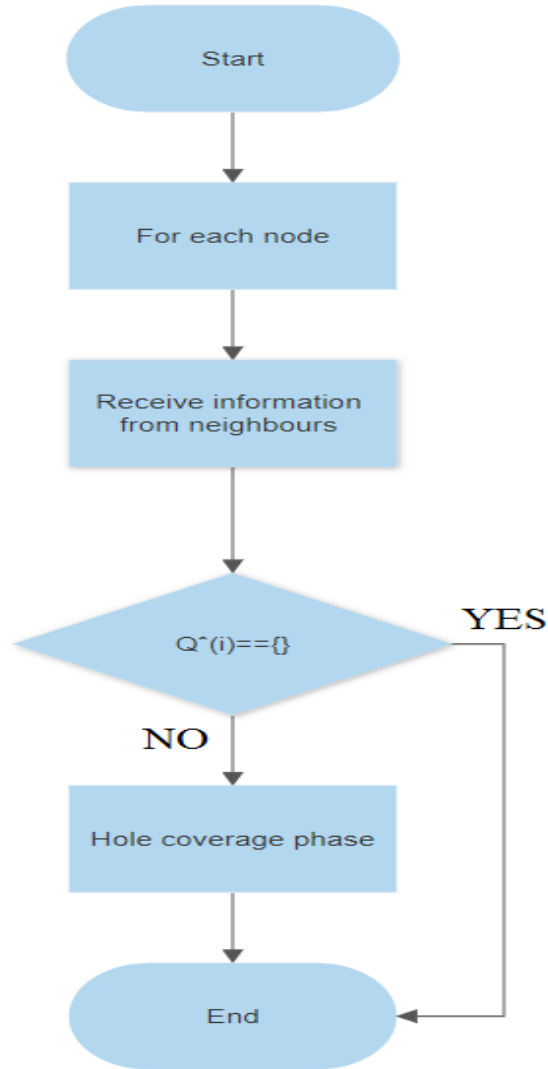 Start
For each node
Receive information
from neighbours
Q^(i)=={}
YES
NO
Hole coverage phase
End